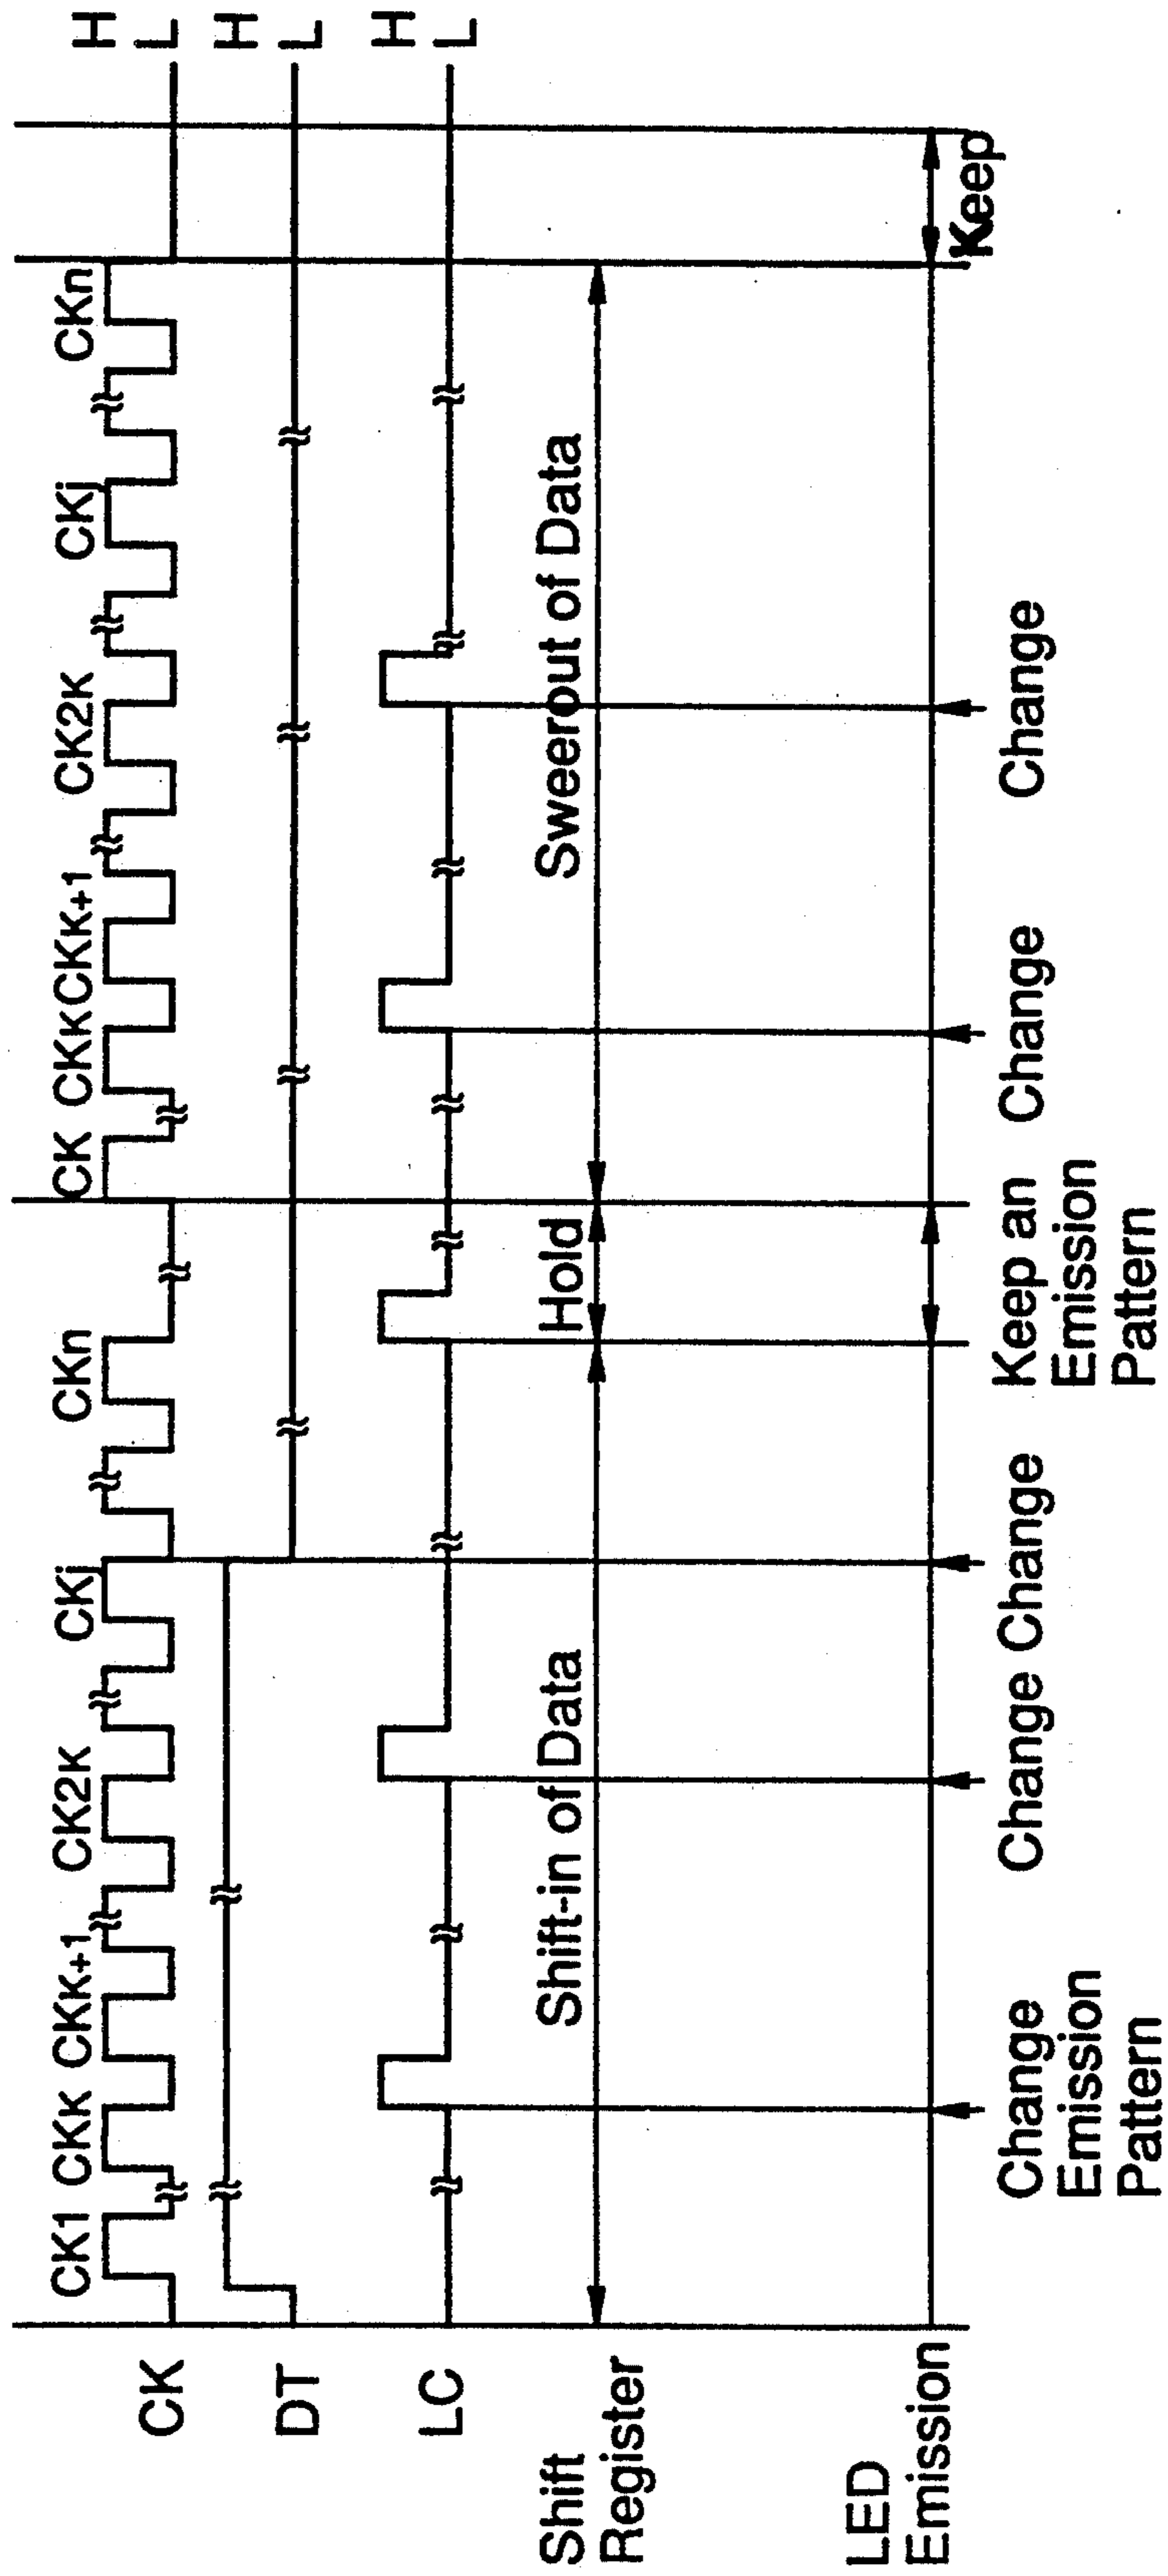 CK1 CKK CKK+1 CK2K CKj CKn CK CKK CKK+1 CK2K CKj CKn
CK
H
L
DT
H
L
LC
H
L
Shift
Register
Shift-in of Data
Hold
Sweerout of Data
LED
Emission
Change
Emission
Pattern
Change
Change
Keep an
Emission
Pattern
Change
Change
Keep